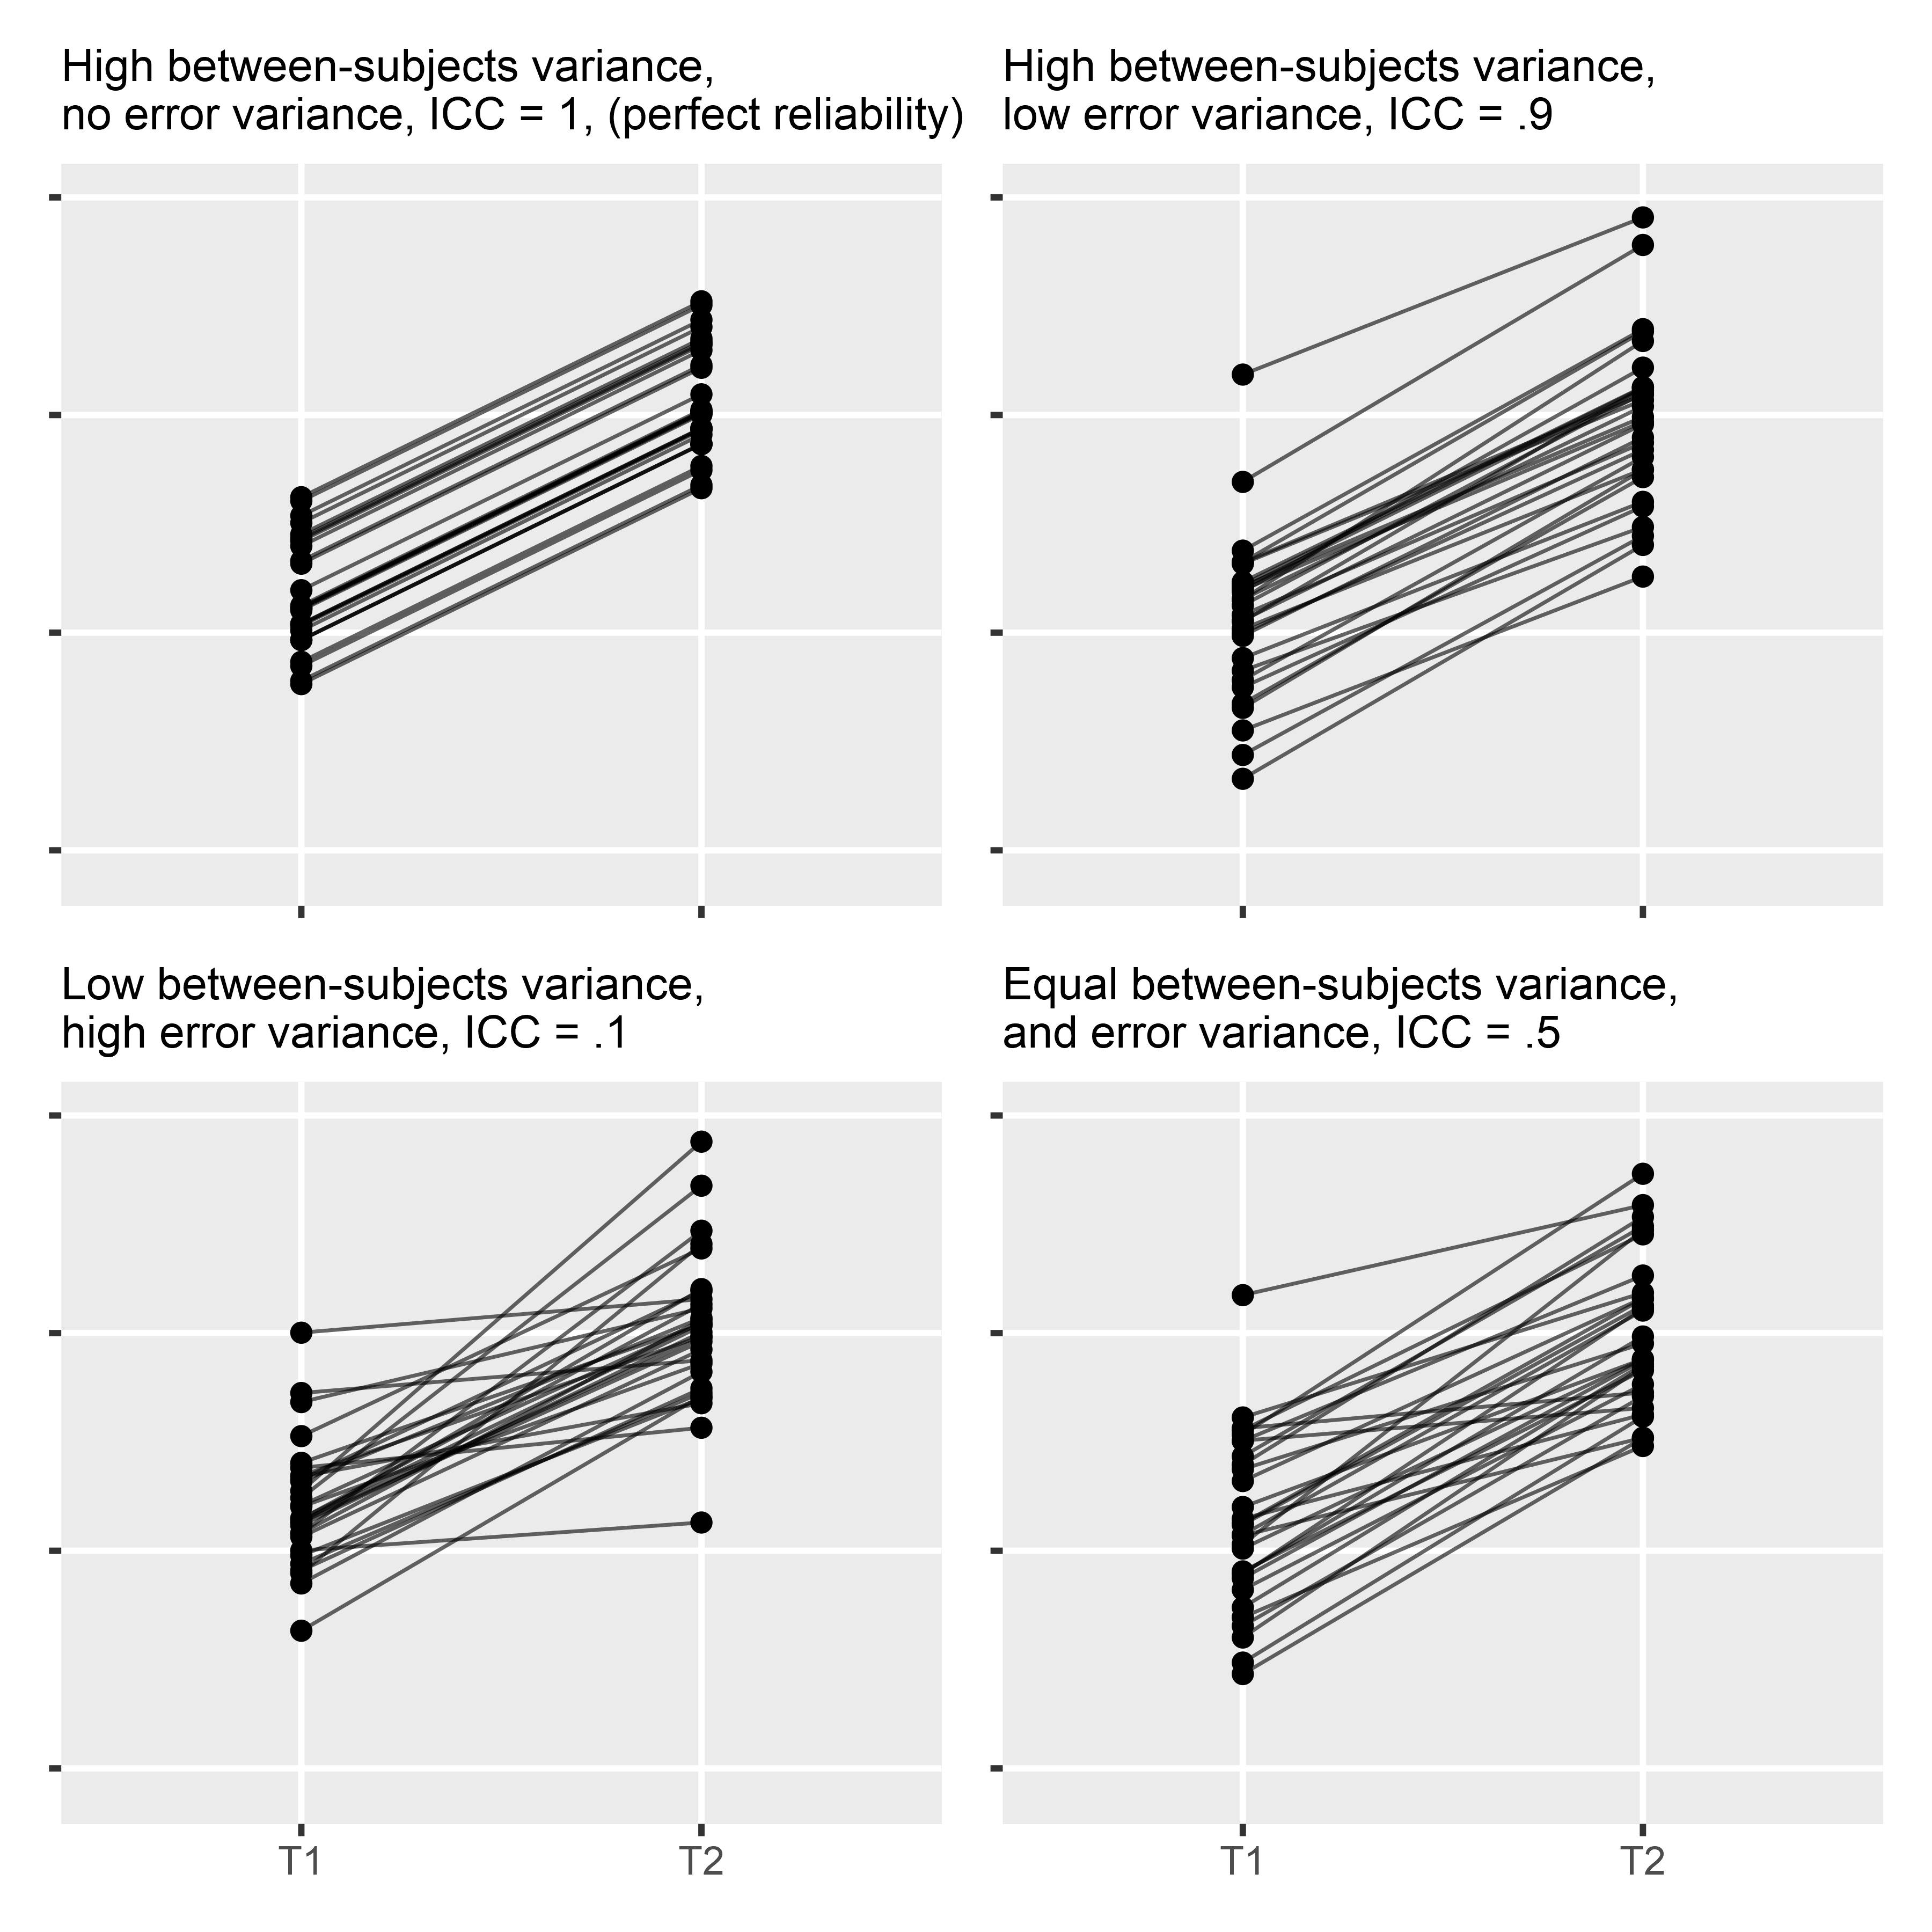 High between-subjects variance,
no error variance, ICC = 1, (perfect reliability)
High between-subjects variance,
low error variance, ICC = .9
Low between-subjects variance,
high error variance, ICC = .1
Equal between-subjects variance,
and error variance, ICC = .5
T1
T2
T1
T2